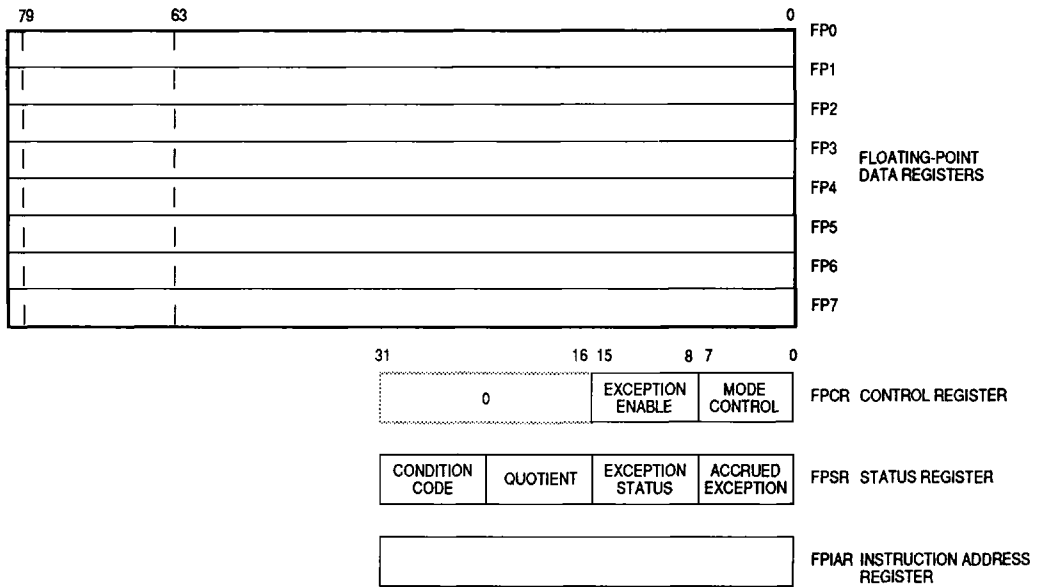 79 63 0
FP0
FP1
FP2
FP3
FP4
FP5
FP6
FP7
FLOATING-POINT
DATA REGISTERS
31 16 15 8 7 0
0
EXCEPTION
ENABLE
MODE
CONTROL
FPCR CONTROL REGISTER
CONDITION
CODE
QUOTIENT
EXCEPTION
STATUS
ACCRUED
EXCEPTION
FPSR STATUS REGISTER
FPIAR INSTRUCTION ADDRESS
REGISTER